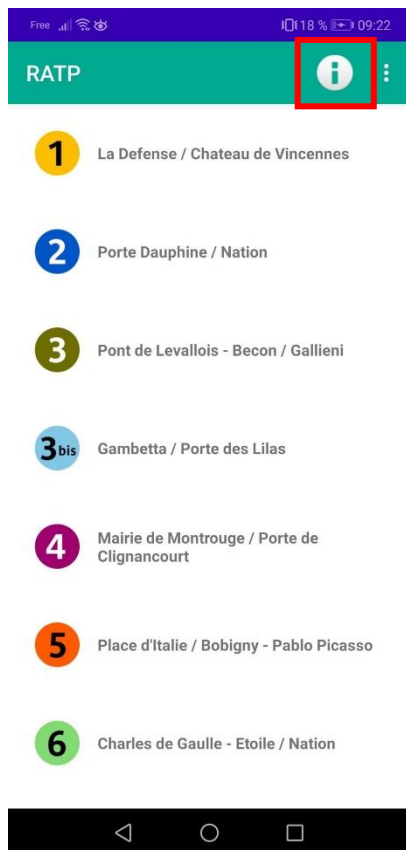 Free 18 % 09:22
RATP
1 La Defense / Chateau de Vincennes
2 Porte Dauphine / Nation
3 Pont de Levallois - Becon / Gallieni
3 bis Gambetta / Porte des Lilas
4 Mairie de Montrouge / Porte de
Clignancourt
5 Place d'Italie / Bobigny - Pablo Picasso
6 Charles de Gaulle - Etoile / Nation